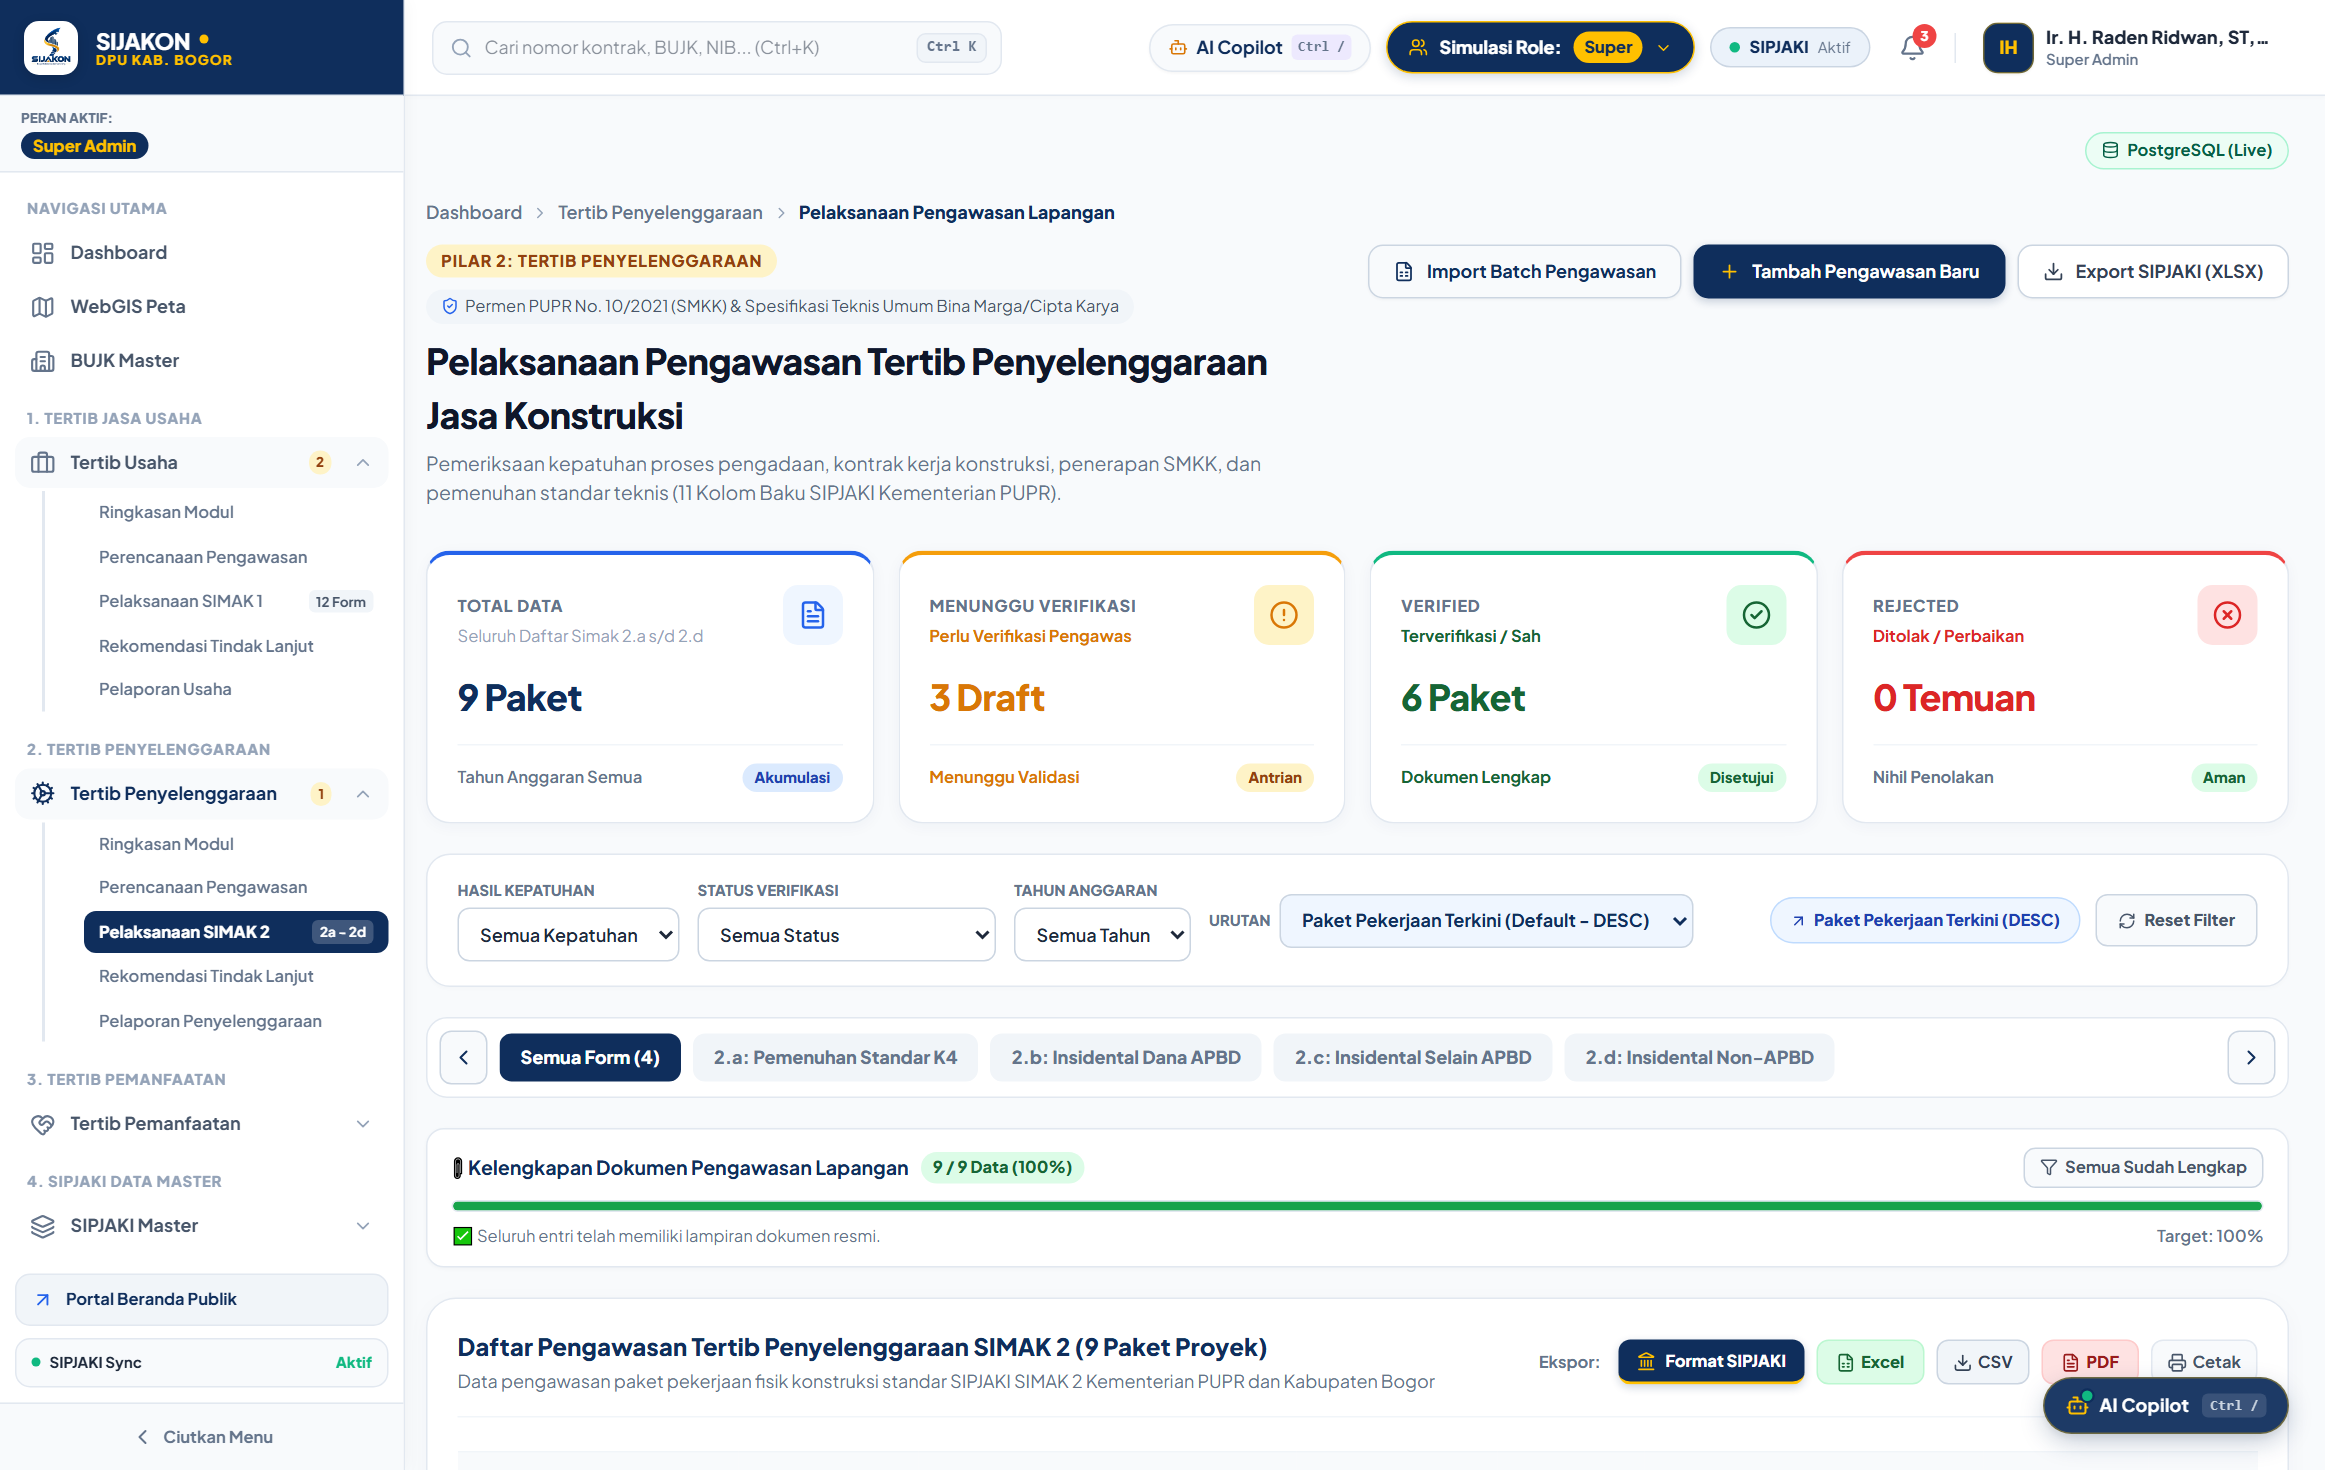 SIJAKON
DPU KAB. BOGOR
SIJAKON
Cari nomor kontrak, BUJK, NIB... (Ctrl+K)
Ctrl K
AI Copilot
Ctrl /
Simulasi Role:
Super
SIPJAKI Aktif
3
IH
Ir. H. Raden Ridwan, ST,...
Super Admin
PERAN AKTIF:
Super Admin
NAVIGASI UTAMA
Dashboard
WebGIS Peta
BUJK Master
1. TERTIB JASA USAHA
Tertib Usaha
2
Ringkasan Modul
Perencanaan Pengawasan
Pelaksanaan SIMAK 1
12 Form
Rekomendasi Tindak Lanjut
Pelaporan Usaha
2. TERTIB PENYELENGGARAAN
Tertib Penyelenggaraan
1
Ringkasan Modul
Perencanaan Pengawasan
Pelaksanaan SIMAK 2
2a - 2d
Rekomendasi Tindak Lanjut
Pelaporan Penyelenggaraan
3. TERTIB PEMANFAATAN
Tertib Pemanfaatan
4. SIPJAKI DATA MASTER
SIPJAKI Master
Portal Beranda Publik
SIPJAKI Sync
Aktif
Ciutkan Menu
PostgreSQL (Live)
Dashboard > Tertib Penyelenggaraan > Pelaksanaan Pengawasan Lapangan
PILAR 2: TERTIB PENYELENGGARAAN
Permen PUPR No. 10/2021 (SMKK) & Spesifikasi Teknis Umum Bina Marga/Cipta Karya
Import Batch Pengawasan
Tambah Pengawasan Baru
Export SIPJAKI (XLSX)
Pelaksanaan Pengawasan Tertib Penyelenggaraan
Jasa Konstruksi
Pemeriksaan kepatuhan proses pengadaan, kontrak kerja konstruksi, penerapan SMKK, dan
pemenuhan standar teknis (11 Kolom Baku SIPJAKI Kementerian PUPR).
TOTAL DATA
Seluruh Daftar Simak 2.a s/d 2.d
9 Paket
Tahun Anggaran Semua
Akumulasi
MENUNGGU VERIFIKASI
Perlu Verifikasi Pengawas
3 Draft
Menunggu Validasi
Antrian
VERIFIED
Terverifikasi / Sah
6 Paket
Dokumen Lengkap
Disetujui
REJECTED
Ditolak / Perbaikan
0 Temuan
Nihil Penolakan
Aman
HASIL KEPATUHAN
Semua Kepatuhan
STATUS VERIFIKASI
Semua Status
TAHUN ANGGARAN
Semua Tahun
URUTAN
Paket Pekerjaan Terkini (Default - DESC)
Paket Pekerjaan Terkini (DESC)
Reset Filter
Semua Form (4)
2.a: Pemenuhan Standar K4
2.b: Insidental Dana APBD
2.c: Insidental Selain APBD
2.d: Insidental Non-APBD
Kelengkapan Dokumen Pengawasan Lapangan
9 / 9 Data (100%)
Semua Sudah Lengkap
Seluruh entri telah memiliki lampiran dokumen resmi.
Target: 100%
Daftar Pengawasan Tertib Penyelenggaraan SIMAK 2 (9 Paket Proyek)
Data pengawasan paket pekerjaan fisik konstruksi standar SIPJAKI SIMAK 2 Kementerian PUPR dan Kabupaten Bogor
Ekspor:
Format SIPJAKI
Excel
CSV
PDF
Cetak
AI Copilot
Ctrl /